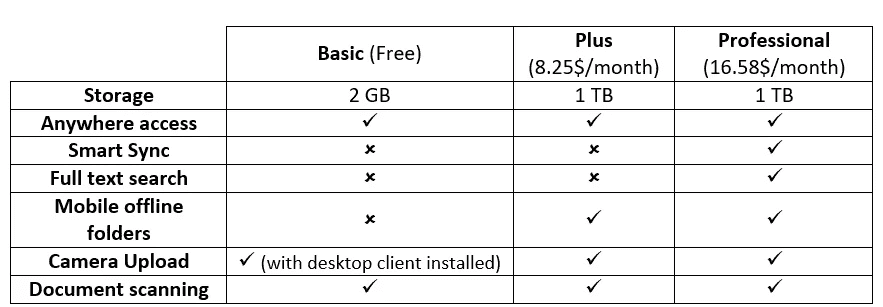 Basic (Free) Plus (8.25$/month) Professional (16.58$/month)
Storage 2 GB 1 TB 1 TB
Anywhere access ✓ ✓ ✓
Smart Sync × × ✓
Full text search × × ✓
Mobile offline folders × ✓ ✓
Camera Upload ✓ (with desktop client installed) ✓ ✓
Document scanning ✓ ✓ ✓